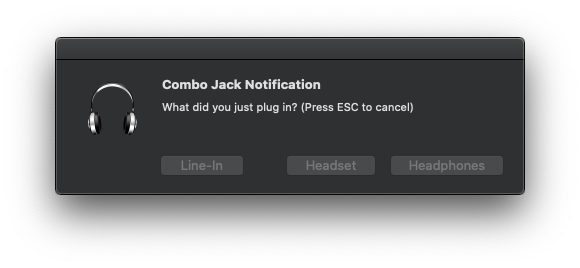 Combo Jack Notification
What did you just plug in? (Press ESC to cancel)
Line-In Headset Headphones